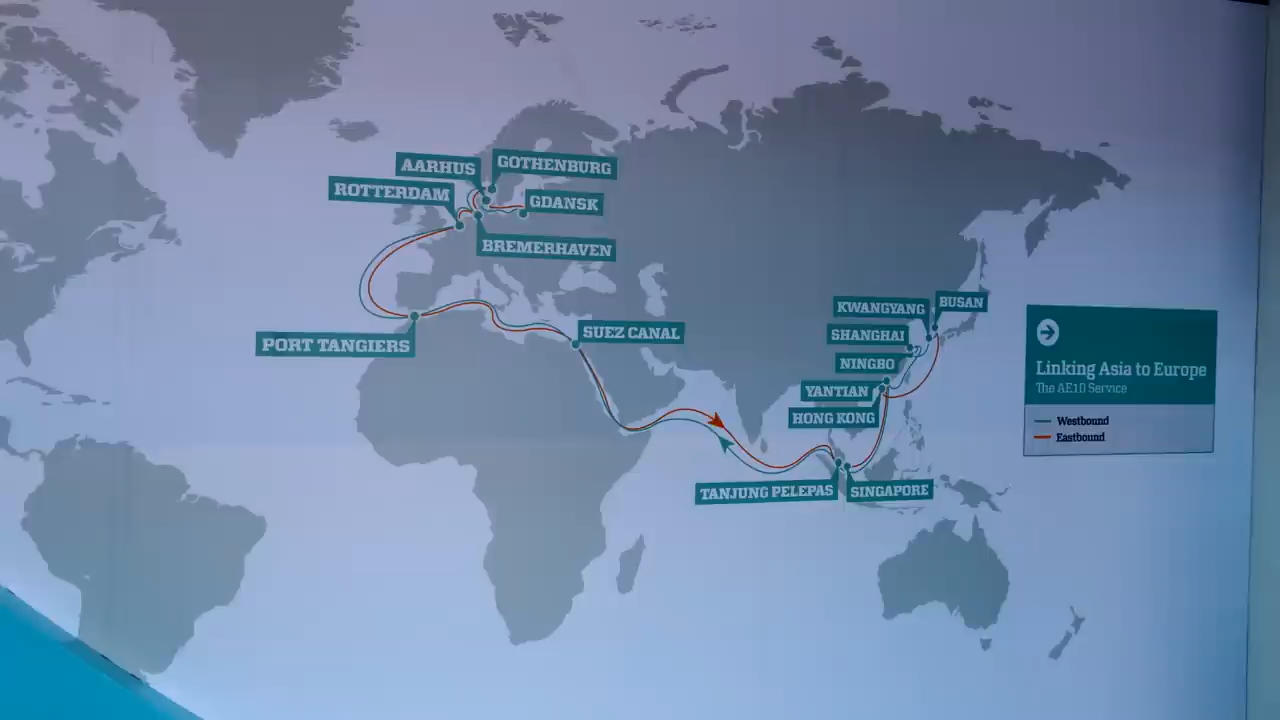 AARHUS
GOTHENBURG
ROTTERDAM
GDANSK
BREMERHAVEN
PORT TANGIERS
SUEZ CANAL
KWANGYANG
BUSAN
SHANGHAI
NINGBO
YANTIAN
HONG KONG
TANJUNG PELEPAS
SINGAPORE
Linking Asia to Europe
The AE10 Service
Westbound
Eastbound